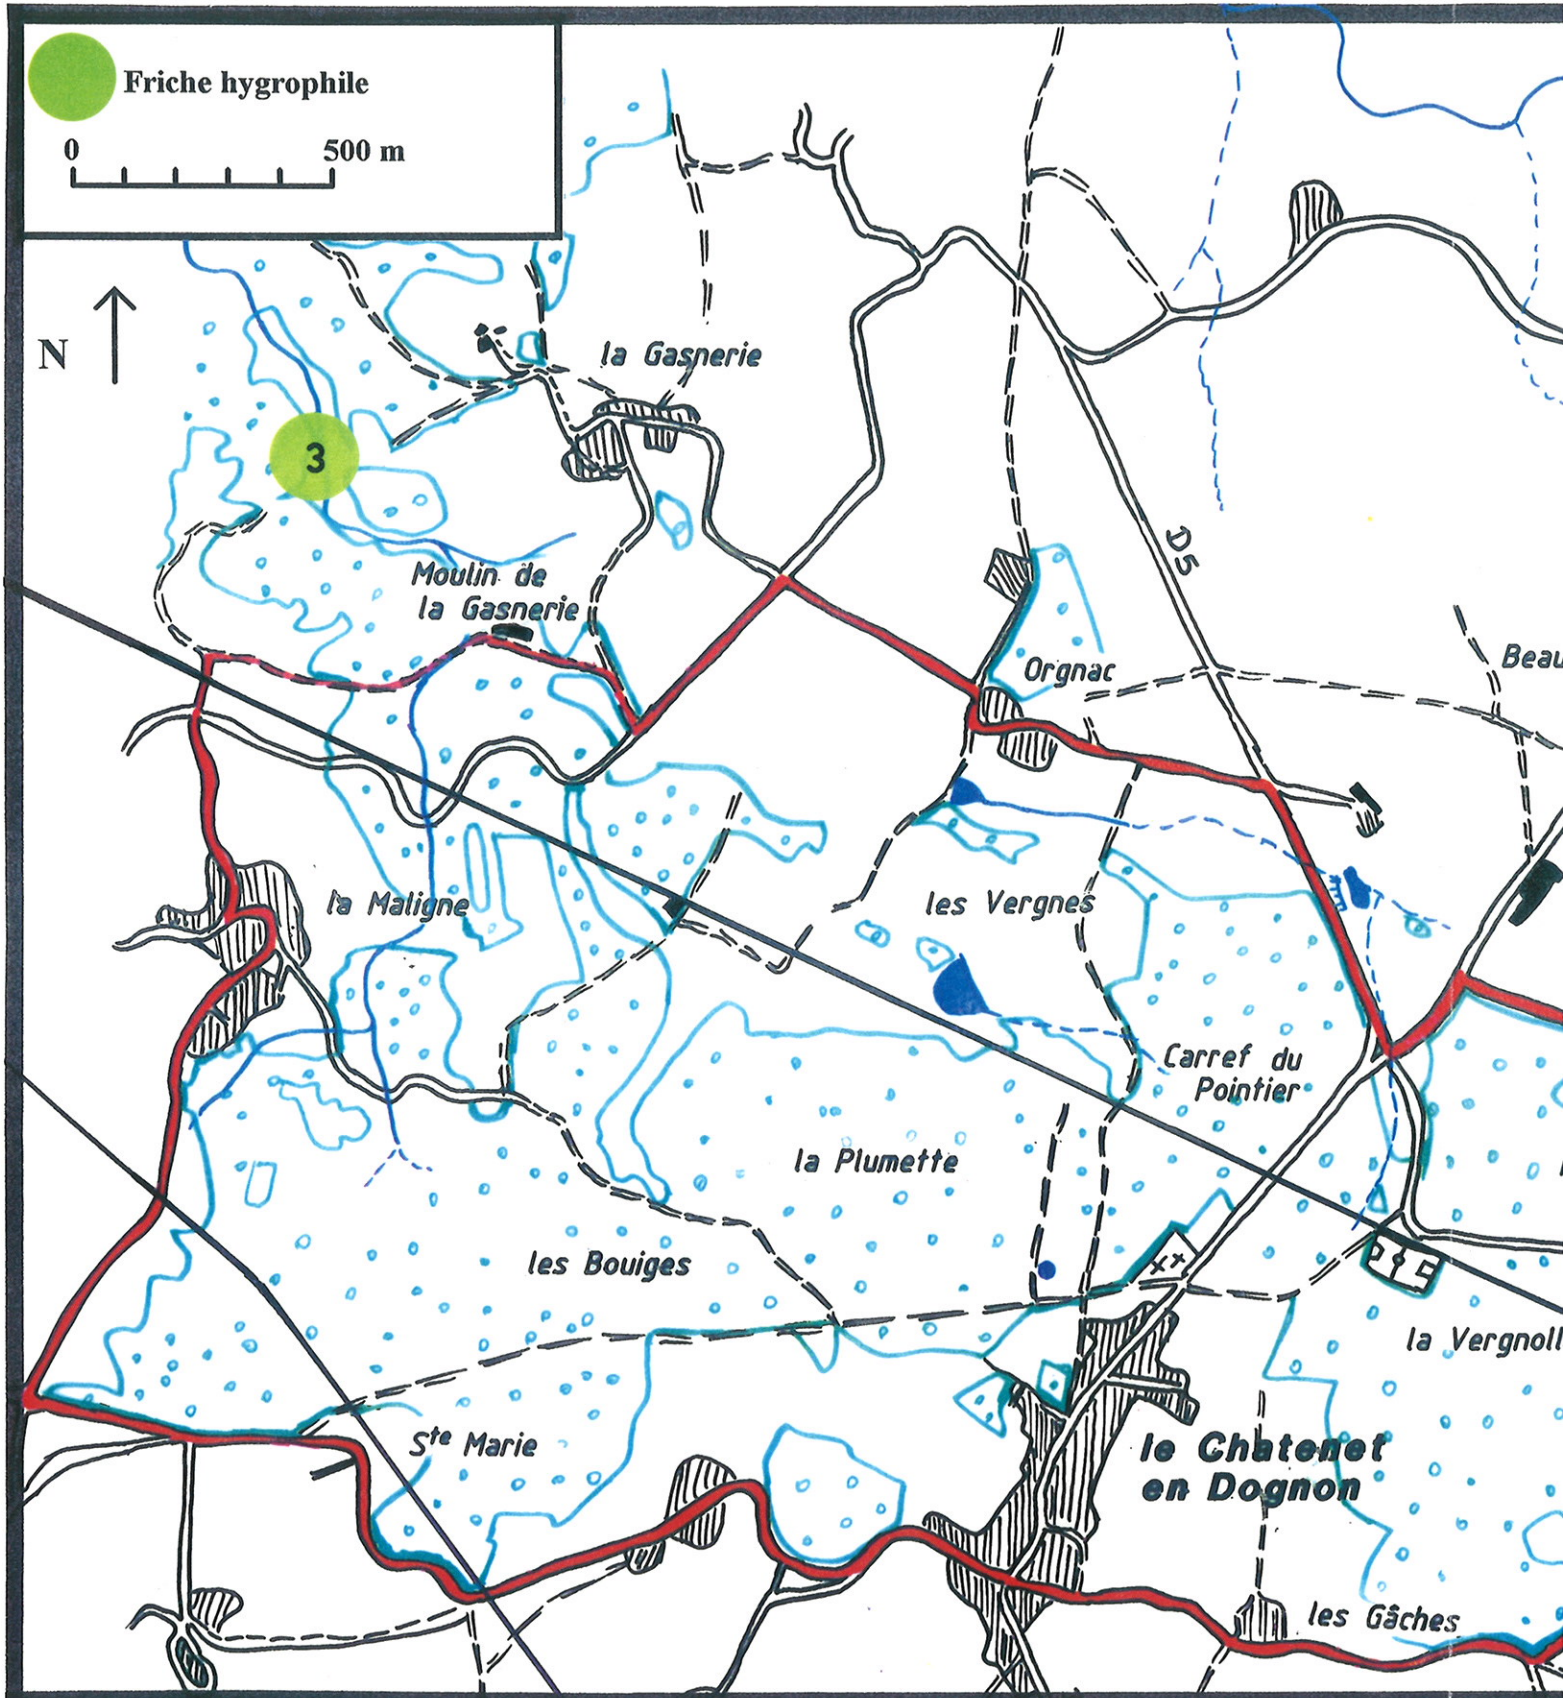 Friche hygrophile
0 500 m
N
la Gasnerie
3
D5
Moulin de
la Gasnerie
Orgnac
Beau
la Maligne
les Vergnes
Carref du
Pointier
la Plumette
les Bouiges
la Vergnoll
Ste Marie
le Chatenet
en Dognon
les Gâches